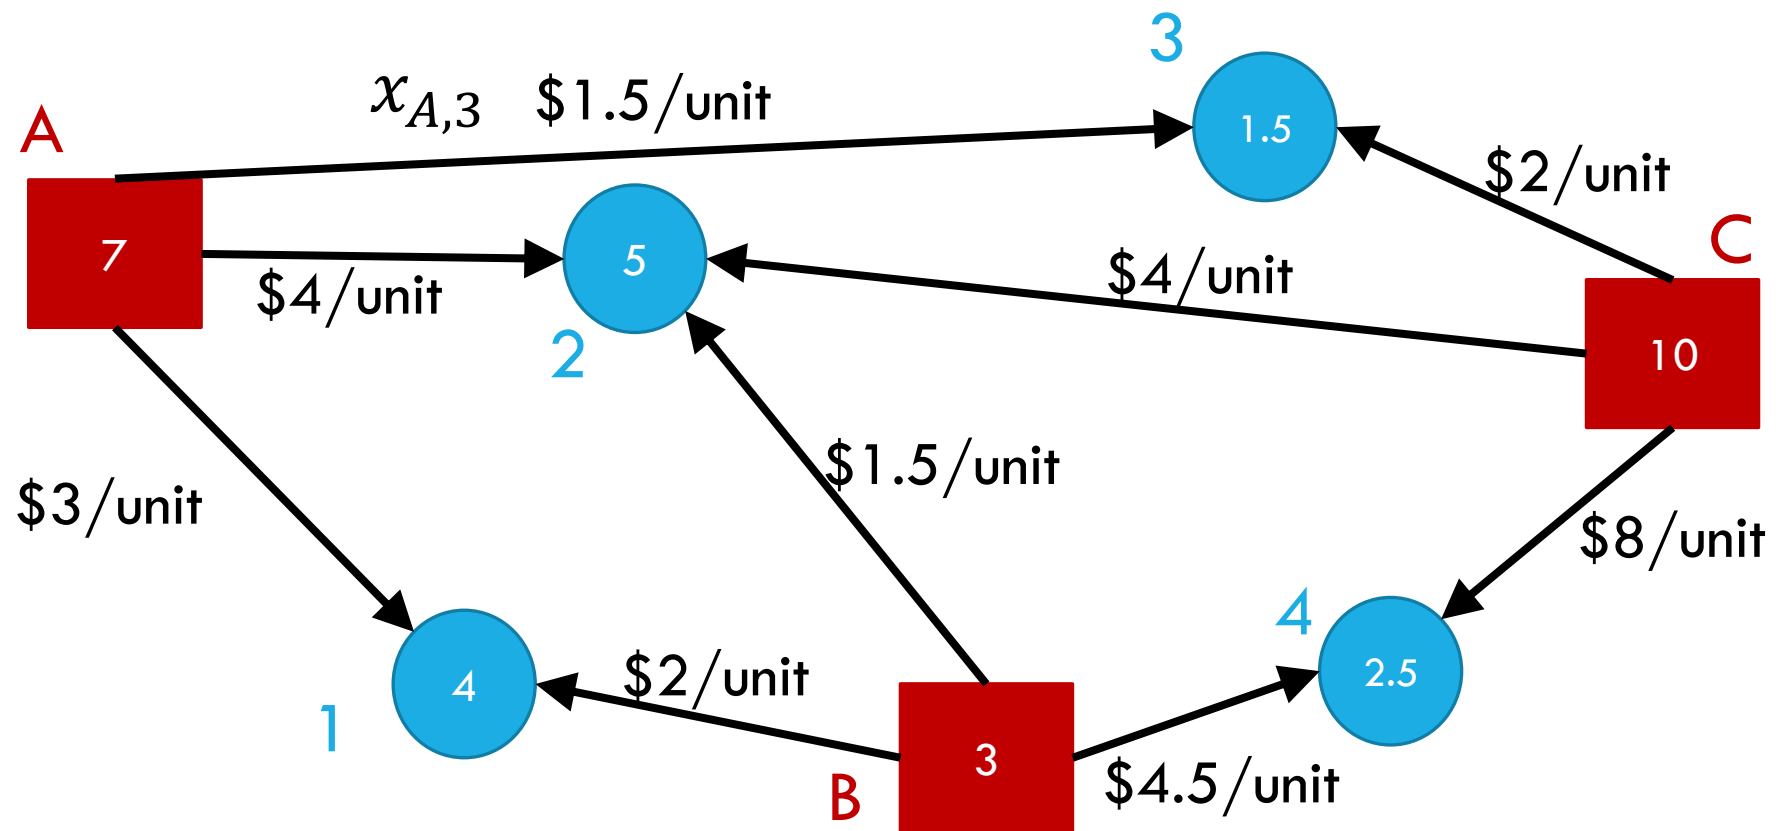 3
x_{A,3} $1.5/unit
A
1.5
$2/unit
C
7
5
$4/unit
$4/unit
2
10
$1.5/unit
$3/unit
$8/unit
4
$2/unit
4
2.5
1
3
B
$4.5/unit